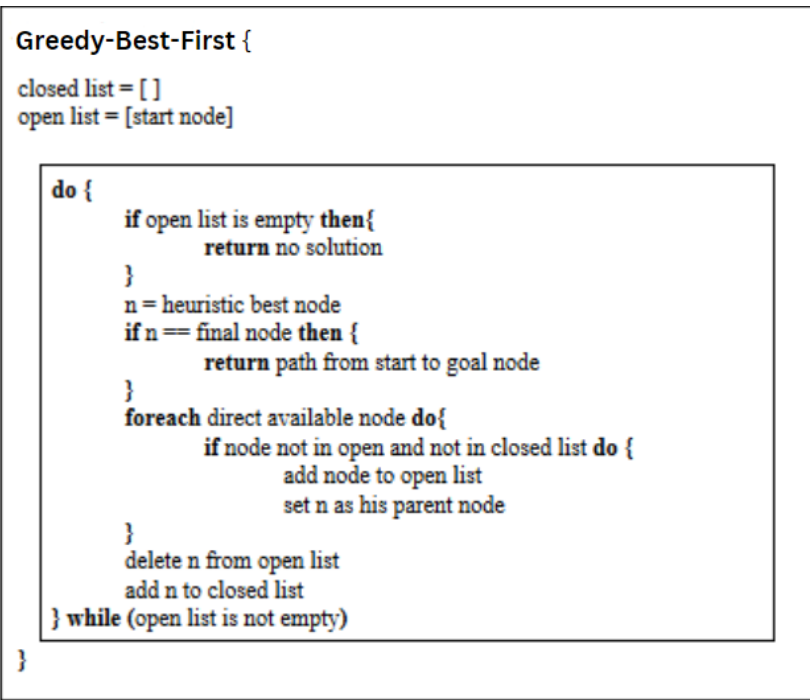 Greedy-Best-First {
closed list = [ ]
open list = [start node]
do {
if open list is empty then{
return no solution
}
n = heuristic best node
if n == final node then {
return path from start to goal node
}
foreach direct available node do{
if node not in open and not in closed list do {
add node to open list
set n as his parent node
}
delete n from open list
add n to closed list
} while (open list is not empty)
}